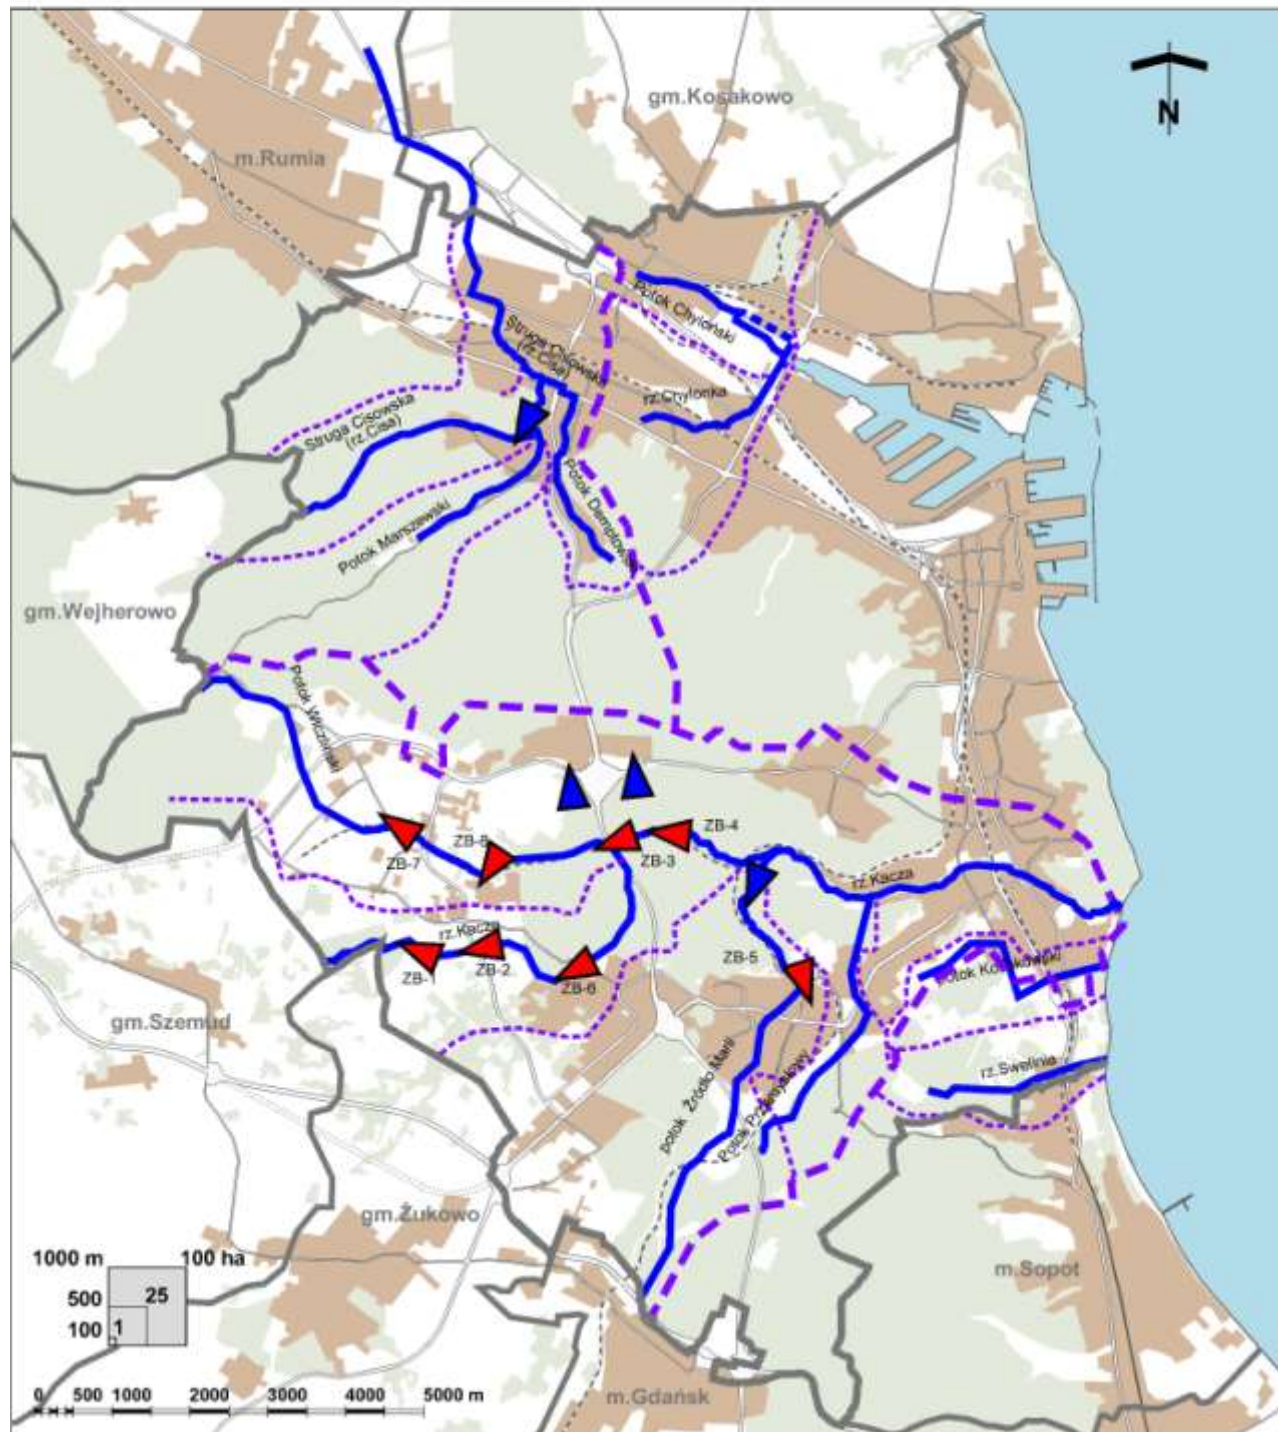 gm.Kosakowo
N
m.Rumia
Potok Chyloński
Struga Cisowska
(rz.Cisa)
rz.Chylonka
Struga Cisowska
(rz.Cisa)
Potok Demptowski
Potok Marszewski
gm.Wejherowo
Potok Wiczliński
ZB-4
ZB-8
ZB-3
ZB-7
rz.Kacza
rz.Kacza
ZB-5
ZB-1
ZB-2
ZB-6
potok Kolibkowski
gm.Szemud
rz.Swelinia
potok Źródło Marii
Potok Przemysłowy
gm.Żukowo
1000 m
100 ha
m.Sopot
500
25
100
1
0 500 1000 2000 3000 4000 5000 m
m.Gdańsk